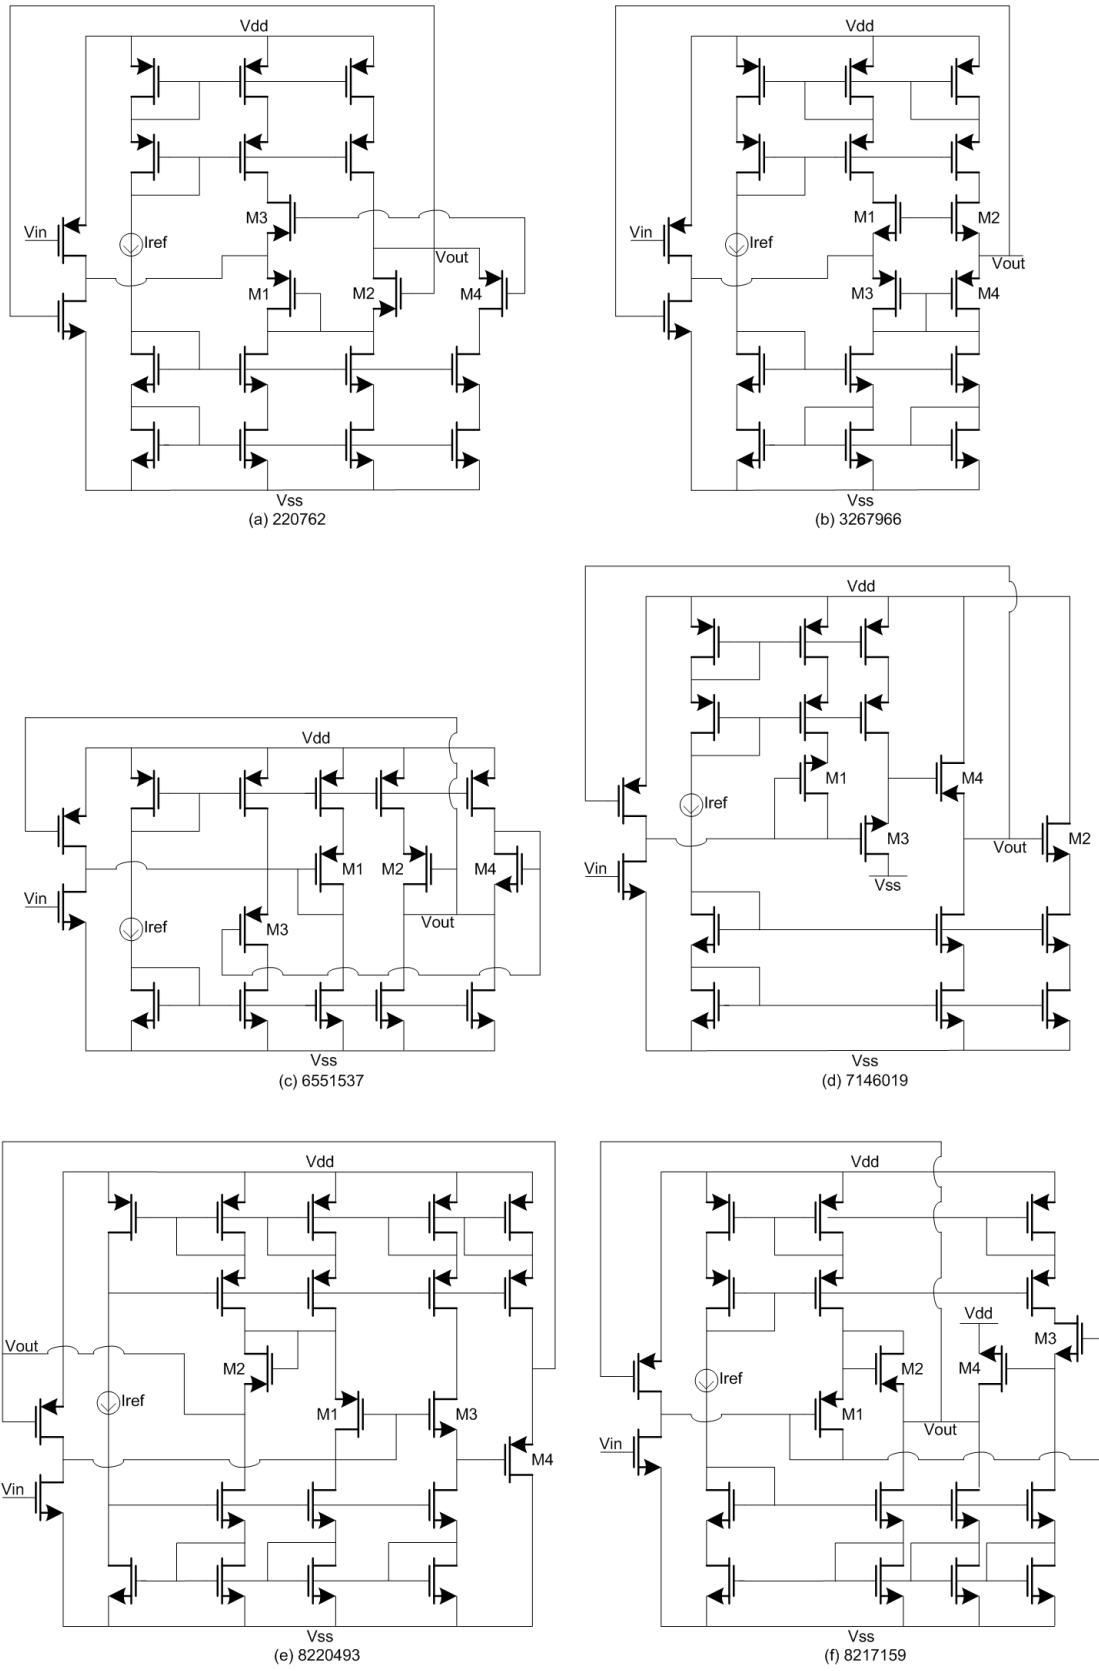 Vdd
M3
Vin
Iref
Vout
M1
M2
M4
Vss
(a) 220762
Vdd
M1
M2
Vin
Iref
Vout
M3
M4
Vss
(b) 3267966
Vdd
M1
M2
M4
Vin
Iref
M3
Vout
Vss
(c) 6551537
Vdd
M1
M4
Iref
M3
Vout
M2
Vin
Vss
Vss
(d) 7146019
Vdd
Vout
M2
Iref
M1
M3
M4
Vin
Vss
(e) 8220493
Vdd
Vdd
M3
M2
M4
Iref
M1
Vout
Vin
Vss
(f) 8217159